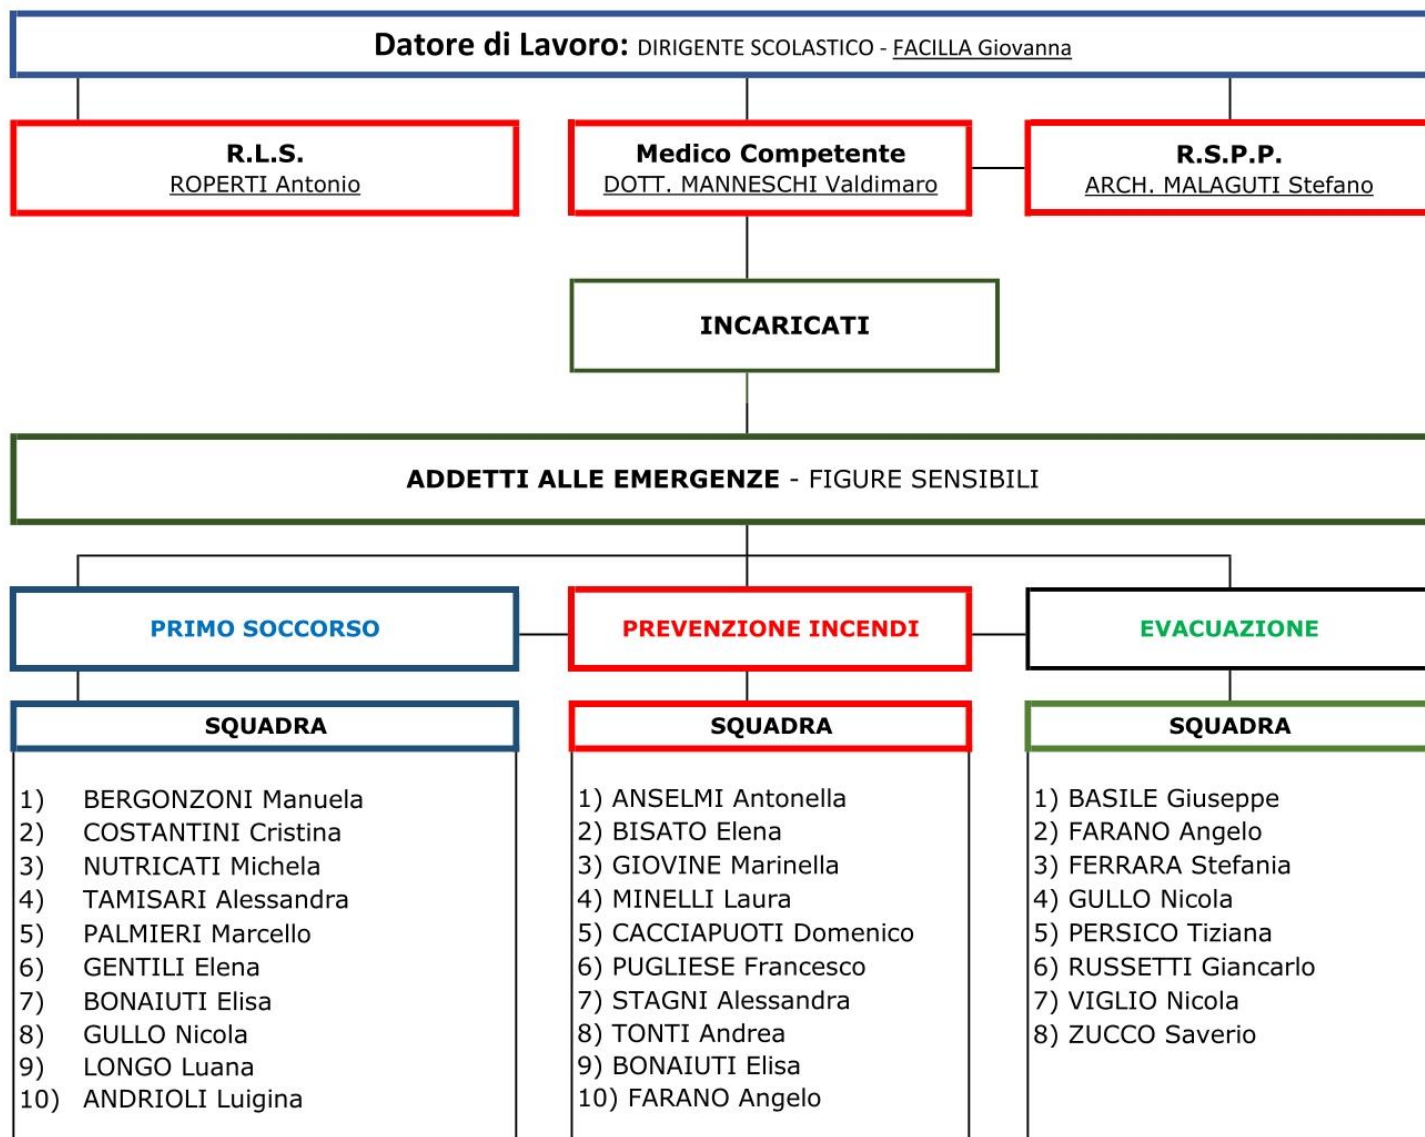 Datore di Lavoro: DIRIGENTE SCOLASTICO - FACILLA Giovanna
R.L.S.
ROPERTI Antonio
Medico Competente
DOTT. MANNESCHI Valdimaro
R.S.P.P.
ARCH. MALAGUTI Stefano
INCARICATI
ADDETTI ALLE EMERGENZE - FIGURE SENSIBILI
PRIMO SOCCORSO
PREVENZIONE INCENDI
EVACUAZIONE
SQUADRA
1) BERGONZONI Manuela
2) COSTANTINI Cristina
3) NUTRICATI Michela
4) TAMISARI Alessandra
5) PALMIERI Marcello
6) GENTILI Elena
7) BONAIUTI Elisa
8) GULLO Nicola
9) LONGO Luana
10) ANDRIOLI Luigina
SQUADRA
1) ANSELMI Antonella
2) BISATO Elena
3) GIOVINE Marinella
4) MINELLI Laura
5) CACCIAPUOTI Domenico
6) PUGLIESE Francesco
7) STAGNI Alessandra
8) TONTI Andrea
9) BONAIUTI Elisa
10) FARANO Angelo
SQUADRA
1) BASILE Giuseppe
2) FARANO Angelo
3) FERRARA Stefania
4) GULLO Nicola
5) PERSICO Tiziana
6) RUSSETTI Giancarlo
7) VIGLIO Nicola
8) ZUCCO Saverio